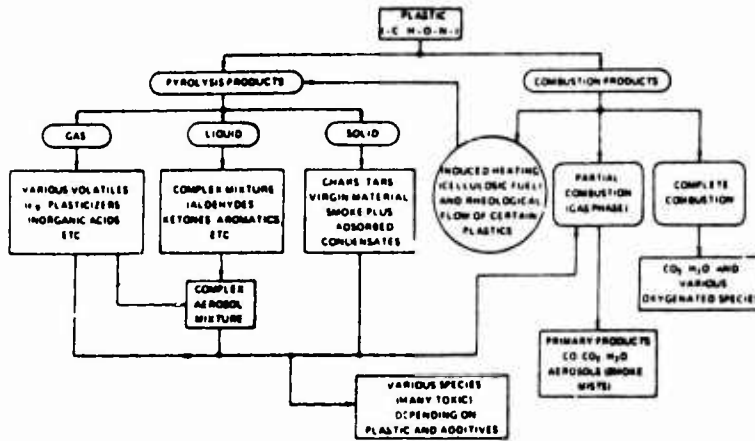 PLASTIC
(-C H-O-N-)
PYROLYSIS PRODUCTS
COMBUSTION PRODUCTS
GAS
LIQUID
SOLID
VARIOUS VOLATILES
(eg. PLASTICIZERS
INORGANIC ACIDS
ETC
COMPLEX MIXTURE
(ALDEHYDES
KETONES AROMATICS
ETC
CHARS TARS
VIRGIN MATERIAL
SMOKE PLUS
ADSORBED
CONDENSATES
INDUCED HEATING
(CELLULOSIC FUEL)
AND RHEOLOGICAL
FLOW OF CERTAIN
PLASTICS
PARTIAL
COMBUSTION
(GAS PHASE)
COMPLETE
COMBUSTION
COMPLEX
AEROSOL
MIXTURE
CO₂ H₂O AND
VARIOUS
OXYGENATED SPECIES
PRIMARY PRODUCTS
CO CO₂ H₂O
AEROSOLS (SMOKE
MISTS)
VARIOUS SPECIES
(MANY TOXIC)
DEPENDING ON
PLASTIC AND ADDITIVES